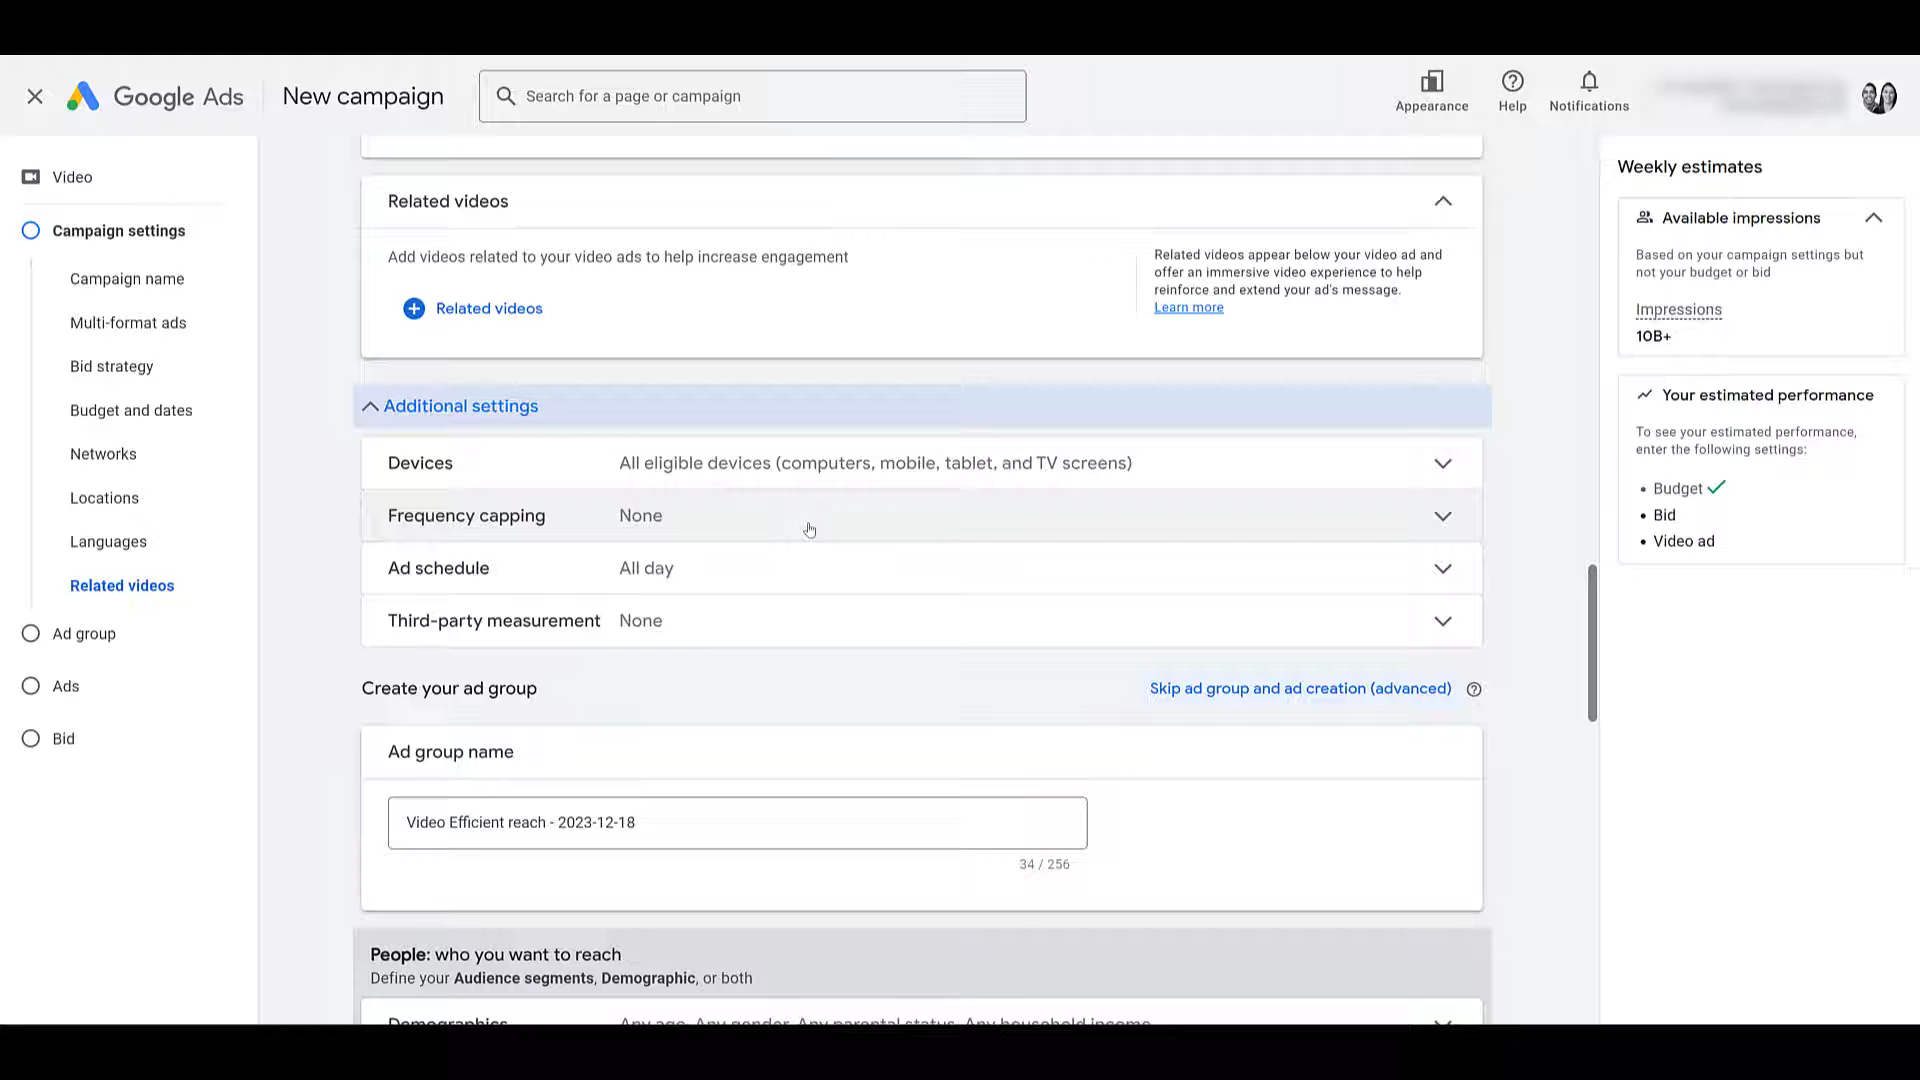 Google Ads
New campaign
Search for a page or campaign
Appearance
Help
Notifications
Video
Campaign settings
Campaign name
Multi-format ads
Bid strategy
Budget and dates
Networks
Locations
Languages
Related videos
Ad group
Ads
Bid
Related videos
Add videos related to your video ads to help increase engagement
Related videos
Related videos appear below your video ad and
offer an immersive video experience to help
reinforce and extend your ad's message.
Learn more
Additional settings
Devices All eligible devices (computers, mobile, tablet, and TV screens)
Frequency capping None
Ad schedule All day
Third-party measurement None
Create your ad group
Skip ad group and ad creation (advanced)
Ad group name
Video Efficient reach - 2023-12-18
34 / 256
People: who you want to reach
Define your Audience segments, Demographic, or both
Demographics Any age, Any gender, Any parental status, Any household income
Weekly estimates
Available impressions
Based on your campaign settings but
not your budget or bid
Impressions
10B+
Your estimated performance
To see your estimated performance,
enter the following settings:
• Budget
• Bid
• Video ad